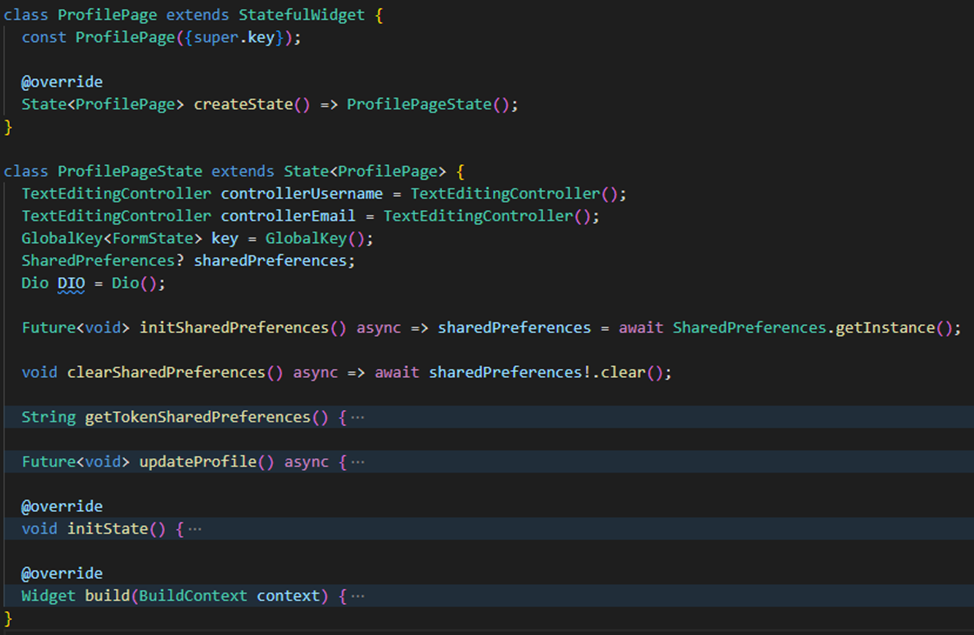 class ProfilePage extends StatefulWidget {
  const ProfilePage({super.key});

  @override
  State<ProfilePage> createState() => ProfilePageState();
}

class ProfilePageState extends State<ProfilePage> {
  TextEditingController controllerUsername = TextEditingController();
  TextEditingController controllerEmail = TextEditingController();
  GlobalKey<FormState> key = GlobalKey();
  SharedPreferences? sharedPreferences;
  Dio DIO = Dio();

  Future<void> initSharedPreferences() async => sharedPreferences = await SharedPreferences.getInstance();

  void clearSharedPreferences() async => await sharedPreferences!.clear();

  String getTokenSharedPreferences() { ···

  Future<void> updateProfile() async { ···

  @override
  void initState() { ···

  @override
  Widget build(BuildContext context) { ···
}